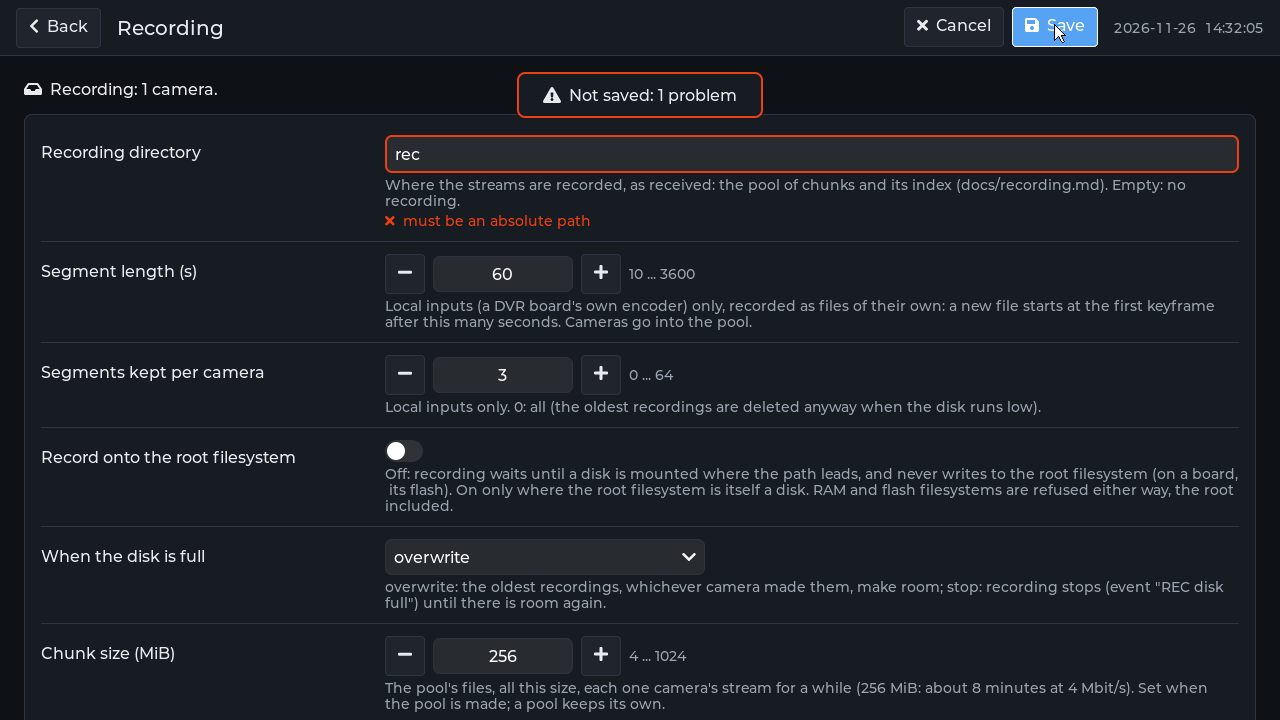 Back
Recording
Cancel
Save
2026-11-26 14:32:05
Recording: 1 camera.
Not saved: 1 problem
Recording directory
rec
Where the streams are recorded, as received: the pool of chunks and its index (docs/recording.md). Empty: no
recording.
must be an absolute path
Segment length (s)
60
10 ... 3600
Local inputs (a DVR board's own encoder) only, recorded as files of their own: a new file starts at the first keyframe
after this many seconds. Cameras go into the pool.
Segments kept per camera
3
0 ... 64
Local inputs only. 0: all (the oldest recordings are deleted anyway when the disk runs low).
Record onto the root filesystem
Off: recording waits until a disk is mounted where the path leads, and never writes to the root filesystem (on a board,
its flash). On only where the root filesystem is itself a disk. RAM and flash filesystems are refused either way, the root
included.
When the disk is full
overwrite
overwrite: the oldest recordings, whichever camera made them, make room; stop: recording stops (event "REC disk
full") until there is room again.
Chunk size (MiB)
256
4 ... 1024
The pool's files, all this size, each one camera's stream for a while (256 MiB: about 8 minutes at 4 Mbit/s). Set when
the pool is made; a pool keeps its own.